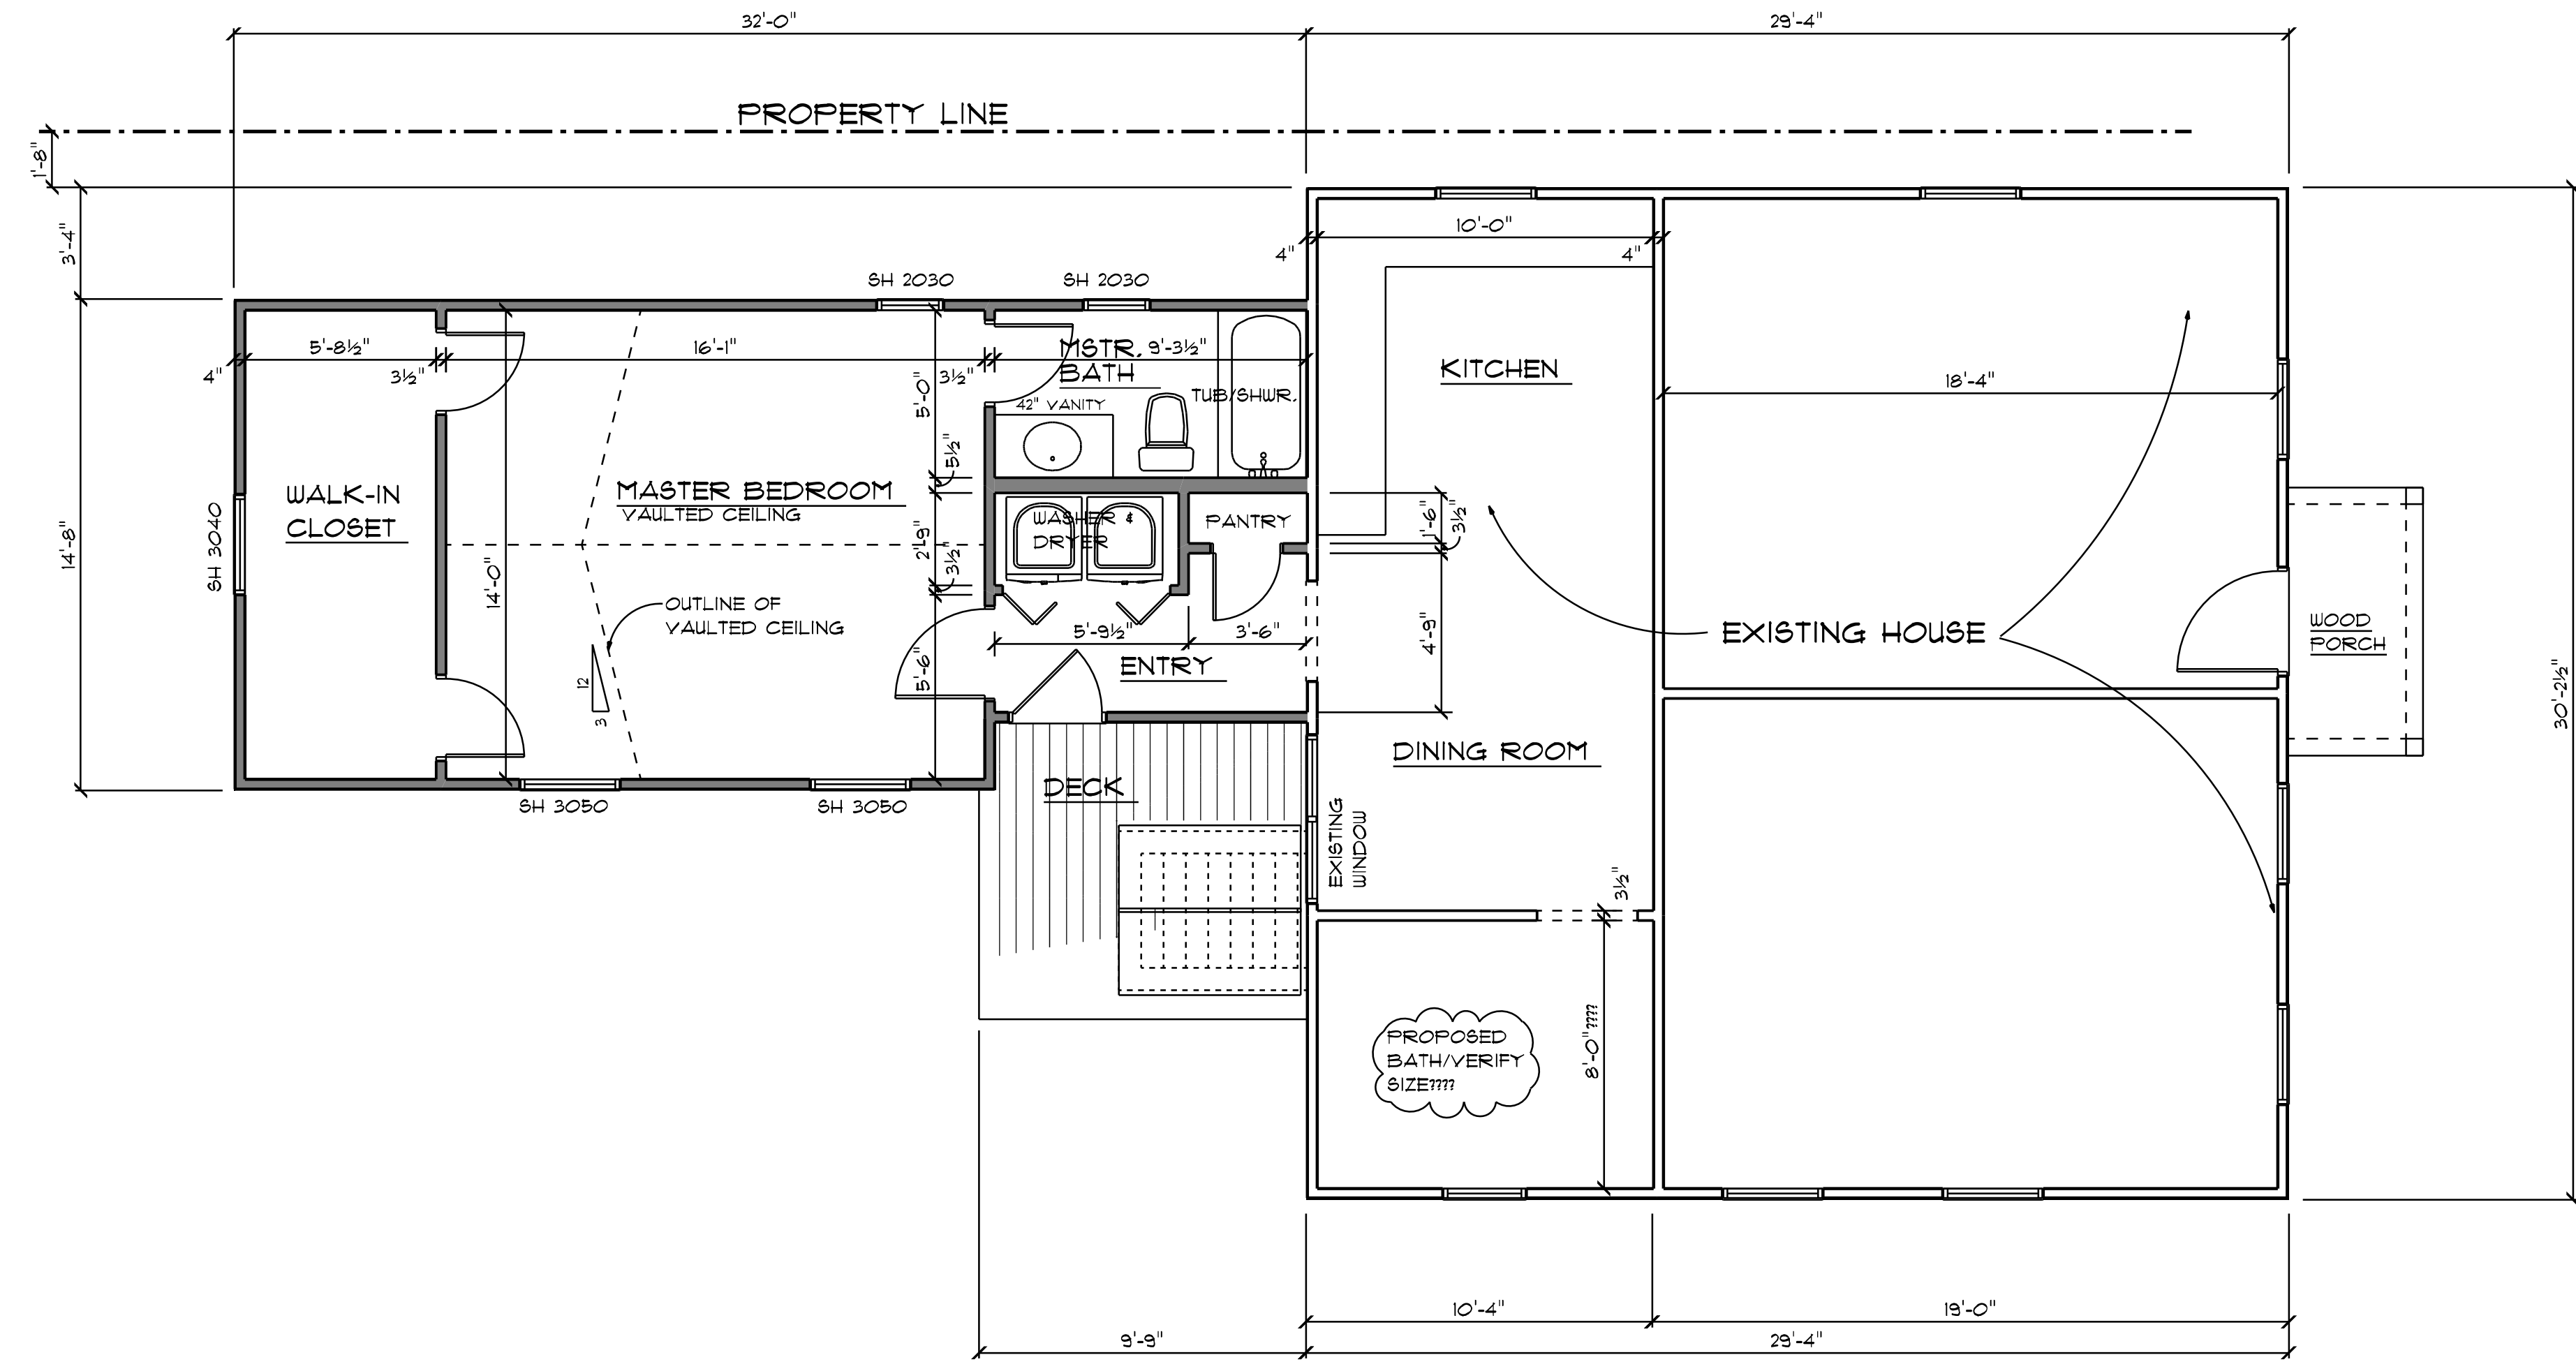 32'-0"
29'-4"
PROPERTY LINE
1'-8"
3'-4"
10'-0"
4"
4"
SH 2030
SH 2030
5'-8½"
16'-1"
MSTR.
BATH
9'-3½"
4"
3½"
3½"
KITCHEN
18'-4"
5'-0"
42" VANITY
TUB/SHWR.
5½"
WALK-IN
CLOSET
MASTER BEDROOM
VAULTED CEILING
WASHER &
DRYER
PANTRY
1'-6"
3½"
SH 3040
14'-8"
14'-0"
2'-9"
3½"
OUTLINE OF
VAULTED CEILING
5'-9½"
3'-6"
4'-9"
EXISTING HOUSE
WOOD
PORCH
ENTRY
5'-6"
12
3
30'-2½"
DINING ROOM
DECK
SH 3050
SH 3050
EXISTING
WINDOW
3½"
PROPOSED
BATH/VERIFY
SIZE????
8'-0"????
10'-4"
19'-0"
9'-9"
29'-4"